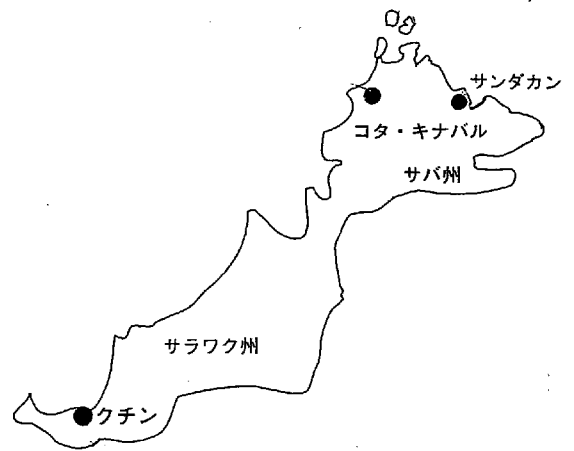 サンダカン
コタ・キナバル
サバ州
サラワク州
クチン